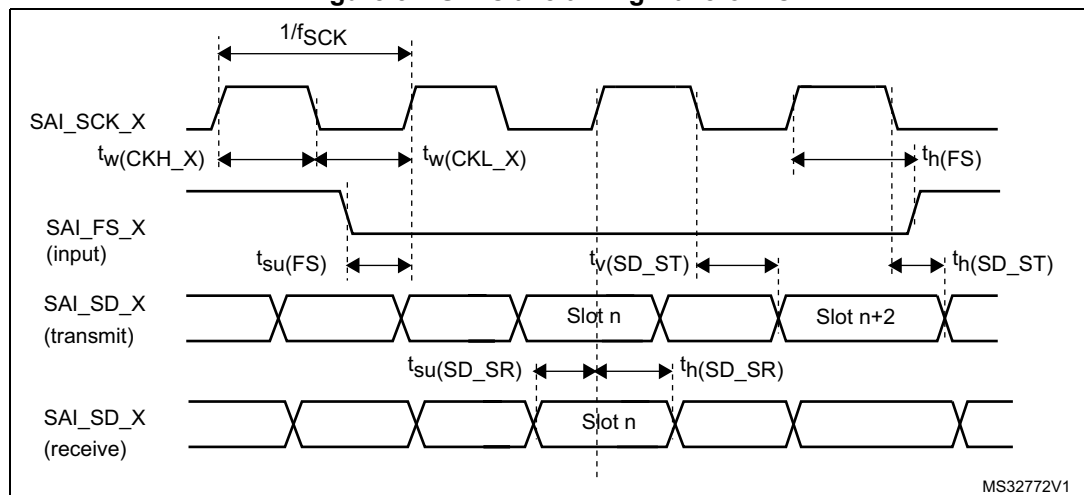 1/fSCK
SAI_SCK_X
tw(CKH_X)
tw(CKL_X)
th(FS)
SAI_FS_X
(input)
tsu(FS)
tv(SD_ST)
th(SD_ST)
SAI_SD_X
(transmit)
Slot n
Slot n+2
tsu(SD_SR)
th(SD_SR)
SAI_SD_X
(receive)
Slot n
MS32772V1